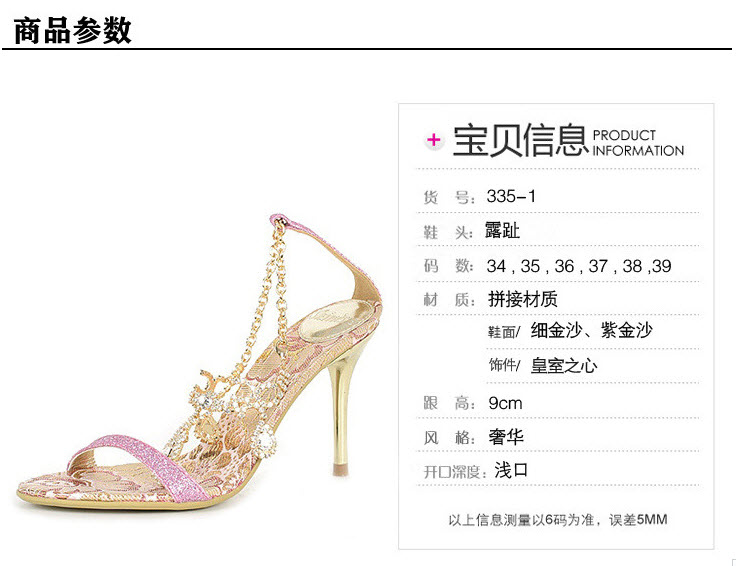 商品参数
+ 宝贝信息 PRODUCT INFORMATION
货 号： 335-1
鞋 头： 露趾
码 数： 34 , 35 , 36 , 37 , 38 ,39
材 质： 拼接材质
鞋面/ 细金沙、紫金沙
饰件/ 皇室之心
跟 高： 9cm
风 格： 奢华
开口深度： 浅口
以上信息测量以6码为准，误差5MM